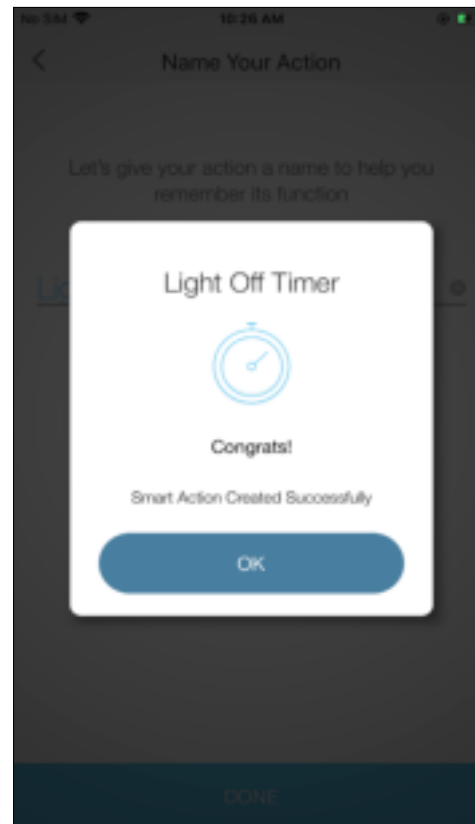 No SIM 10:26 AM
Name Your Action
Let's give your action a name to help you
remember its function
Lig
Light Off Timer
Congrats!
Smart Action Created Successfully
OK
DONE